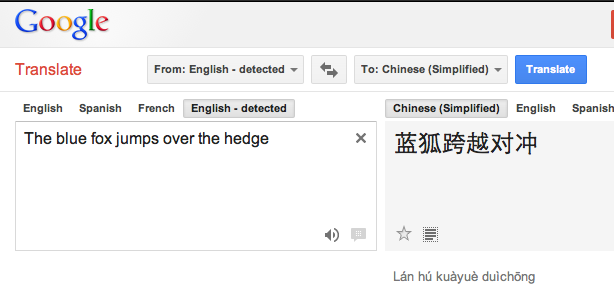 Google
Translate
From: English - detected
To: Chinese (Simplified)
Translate
English Spanish French English - detected
Chinese (Simplified) English Spanish
The blue fox jumps over the hedge
蓝狐跨越对冲
Lán hú kuàyuè duìchōng